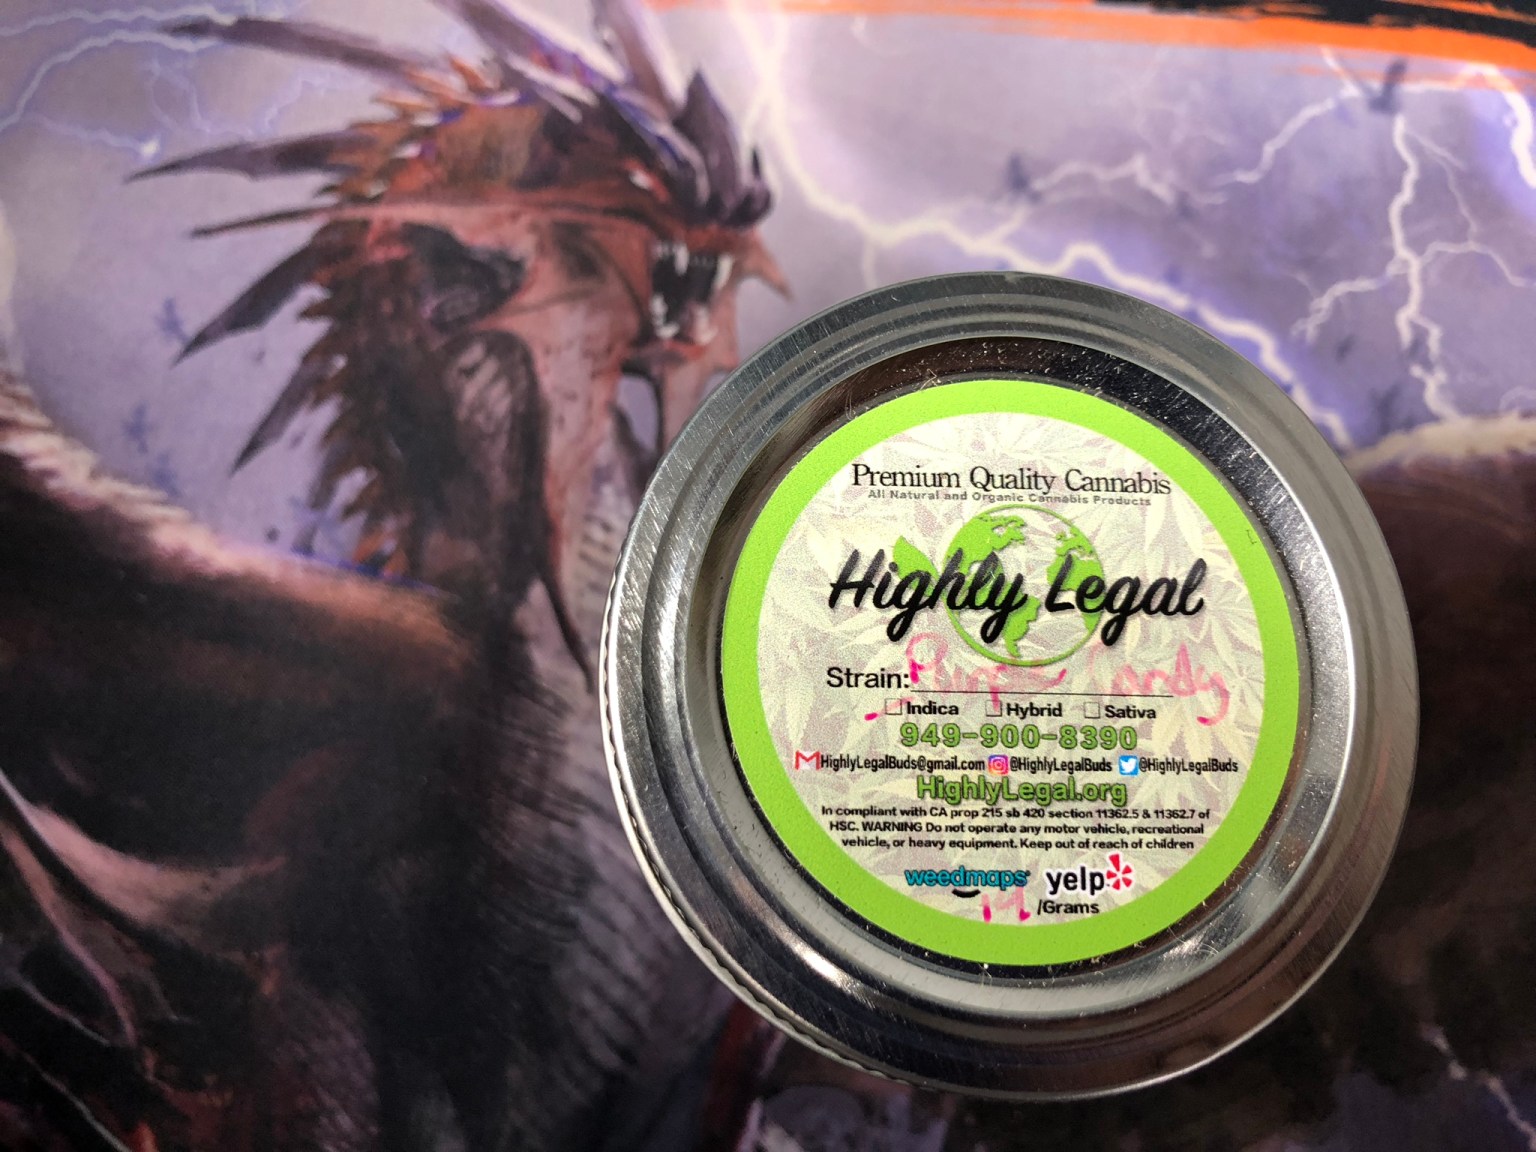 Premium Quality Cannabis
All Natural and Organic Cannabis Products
Highly Legal
Strain: Purple Candy
Indica Hybrid Sativa
949-900-8390
HighlyLegalBuds@gmail.com @HighlyLegalBuds @HighlyLegalBuds
HighlyLegal.org
In compliant with CA prop 215 sb 420 section 11362.5 & 11362.7 of
HSC. WARNING Do not operate any motor vehicle, recreational
vehicle, or heavy equipment. Keep out of reach of children
weedmaps yelp
14 /Grams